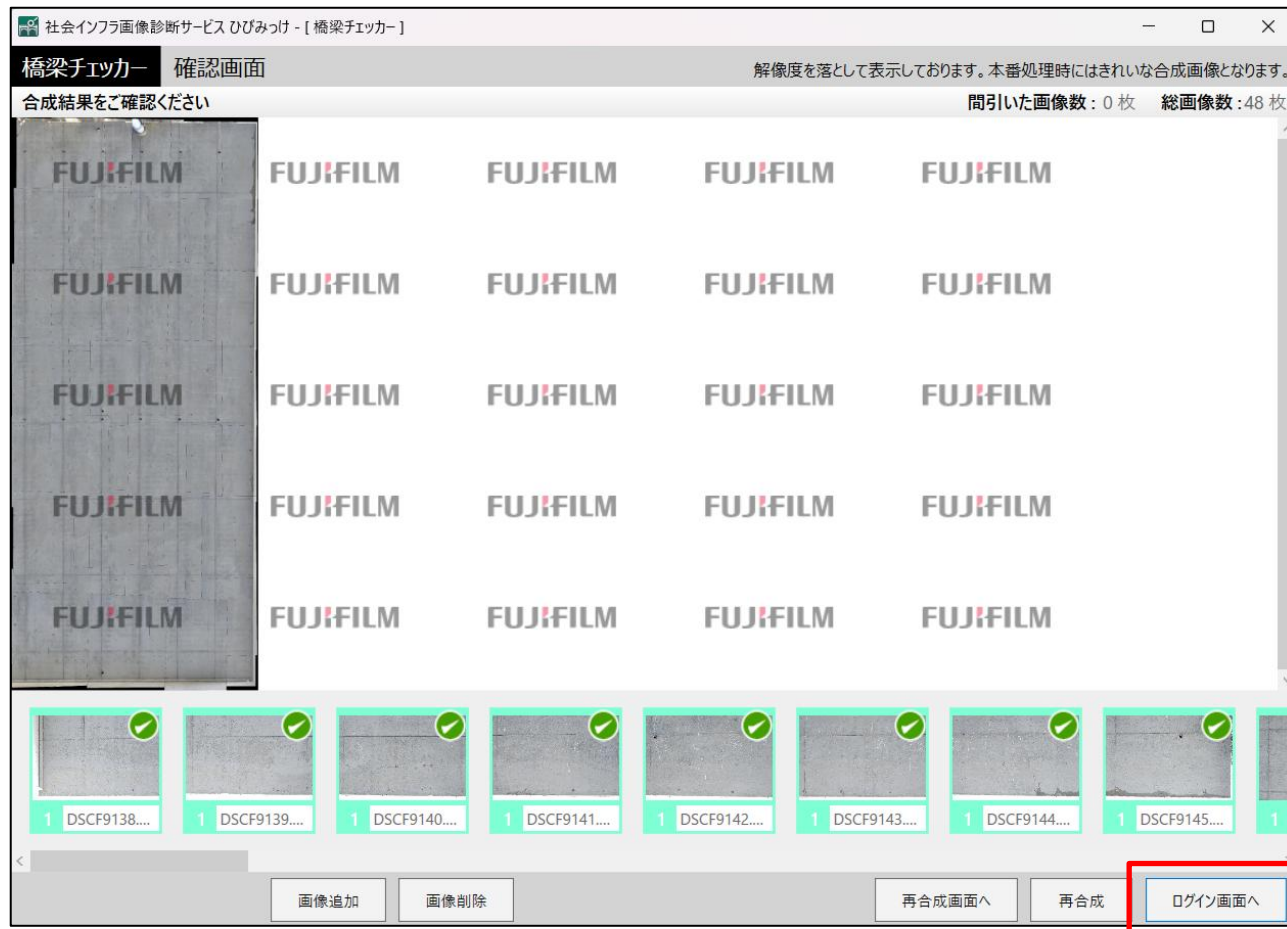 社会インフラ画像診断サービス ひびみっけ - [ 橋梁チェッカー ]
橋梁チェッカー 確認画面 解像度を落として表示しております。本番処理時にはきれいな合成画像となります。
合成結果をご確認ください 間引いた画像数 : 0 枚 総画像数 :48 枚
FUJIFILM FUJIFILM FUJIFILM FUJIFILM FUJIFILM
FUJIFILM FUJIFILM FUJIFILM FUJIFILM FUJIFILM
FUJIFILM FUJIFILM FUJIFILM FUJIFILM FUJIFILM
FUJIFILM FUJIFILM FUJIFILM FUJIFILM FUJIFILM
FUJIFILM FUJIFILM FUJIFILM FUJIFILM FUJIFILM
1 DSCF9138.... 1 DSCF9139.... 1 DSCF9140.... 1 DSCF9141.... 1 DSCF9142.... 1 DSCF9143.... 1 DSCF9144.... 1 DSCF9145.... 1
画像追加 画像削除 再合成画面へ 再合成 ログイン画面へ